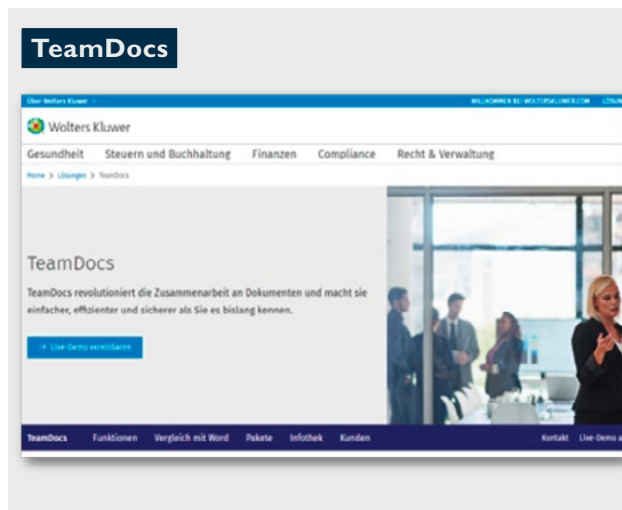 TeamDocs
Über Wolters Kluwer
WILLKOMMEN BEI WOLTERSKLUWER.COM
Wolters Kluwer
Gesundheit Steuern und Buchhaltung Finanzen Compliance Recht & Verwaltung
Home > Lösungen > TeamDocs
TeamDocs
TeamDocs revolutioniert die Zusammenarbeit an Dokumenten und macht sie
einfacher, effizienter und sicherer als Sie es bislang kennen.
→ Live-Demo vereinbaren
TeamDocs Funktionen Vergleich mit Word Pakete Infothek Kunden Kontakt Live-Demo a